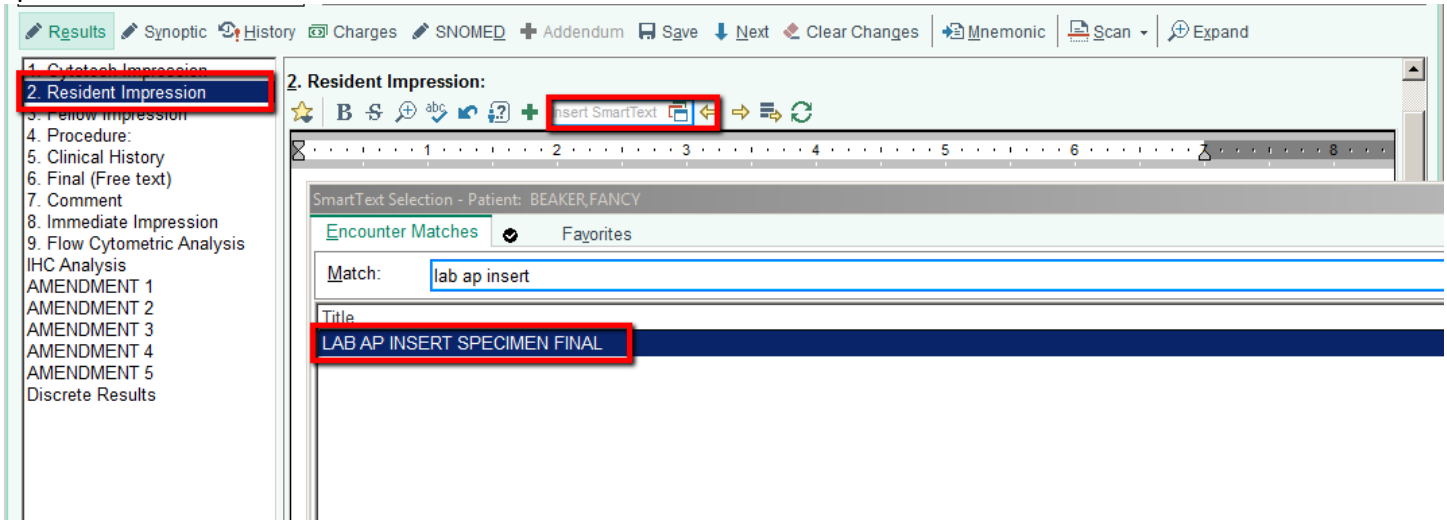 Results Synoptic History Charges SNOMED Addendum Save Next Clear Changes Mnemonic Scan Expand
1. Cytotech Impression
2. Resident Impression
3. Fellow Impression
4. Procedure:
5. Clinical History
6. Final (Free text)
7. Comment
8. Immediate Impression
9. Flow Cytometric Analysis
IHC Analysis
AMENDMENT 1
AMENDMENT 2
AMENDMENT 3
AMENDMENT 4
AMENDMENT 5
Discrete Results
2. Resident Impression:
B S abc nsert SmartText
1 2 3 4 5 6 7 8
SmartText Selection - Patient: BEAKER,FANCY
Encounter Matches Favorites
Match: lab ap insert
Title
LAB AP INSERT SPECIMEN FINAL